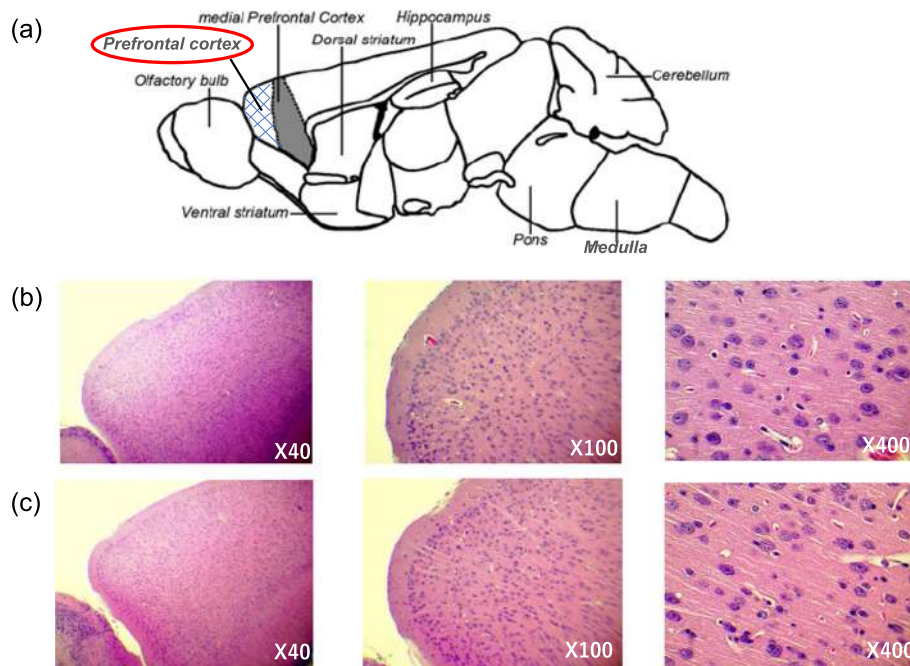 (a)
medial Prefrontal Cortex
Hippocampus
Prefrontal cortex
Dorsal striatum
Olfactory bulb
Cerebellum
Ventral striatum
Pons
Medulla
(b)
X40
X100
X400
(c)
X40
X100
X400